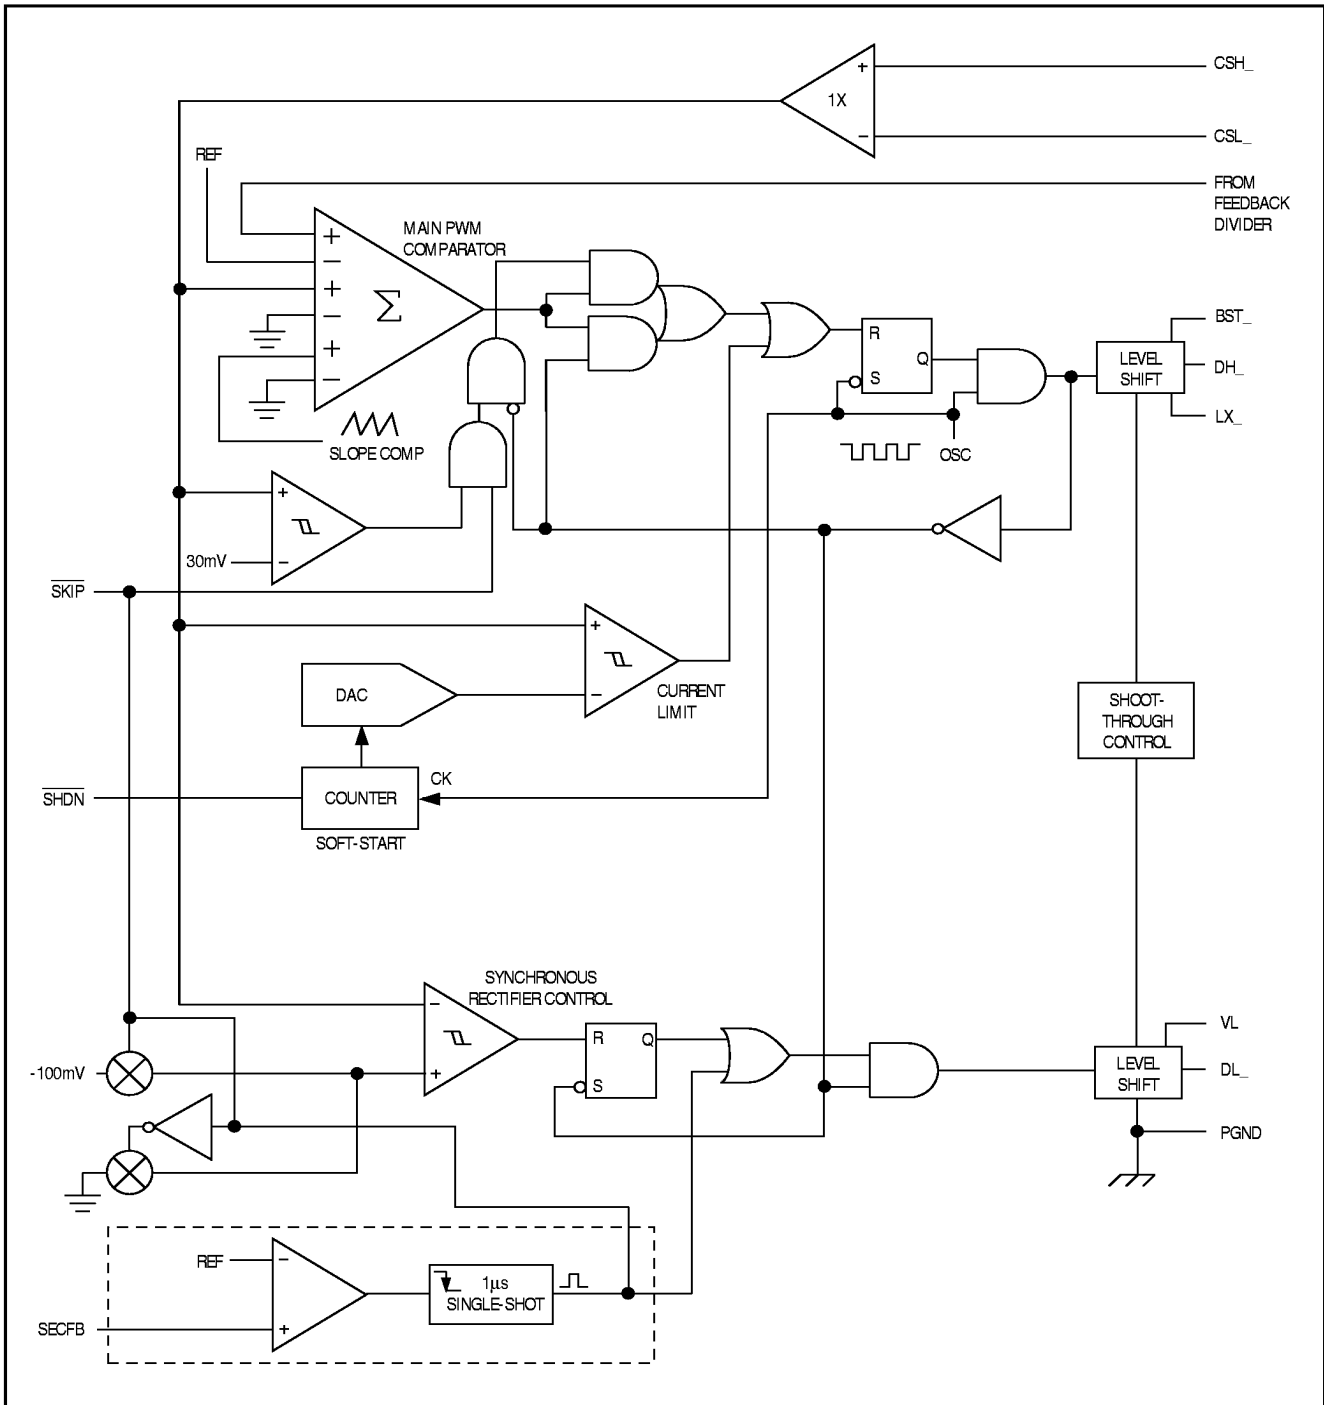 CSH_
+
1X
−
CSL_
REF
FROM
FEEDBACK
DIVIDER
MAIN PWM
COMPARATOR
+
−
+
−
+
−
Σ
SLOPE COMP
R
Q
S
OSC
BST_
LEVEL
SHIFT
DH_
LX_
+
30mV
−
SKIP
+
−
CURRENT
LIMIT
DAC
SHOOT-
THROUGH
CONTROL
CK
SHDN
COUNTER
SOFT-START
SYNCHRONOUS
RECTIFIER CONTROL
−
+
R
Q
S
-100mV
VL
LEVEL
SHIFT
DL_
PGND
REF
−
1µs
SINGLE-SHOT
SECFB
+